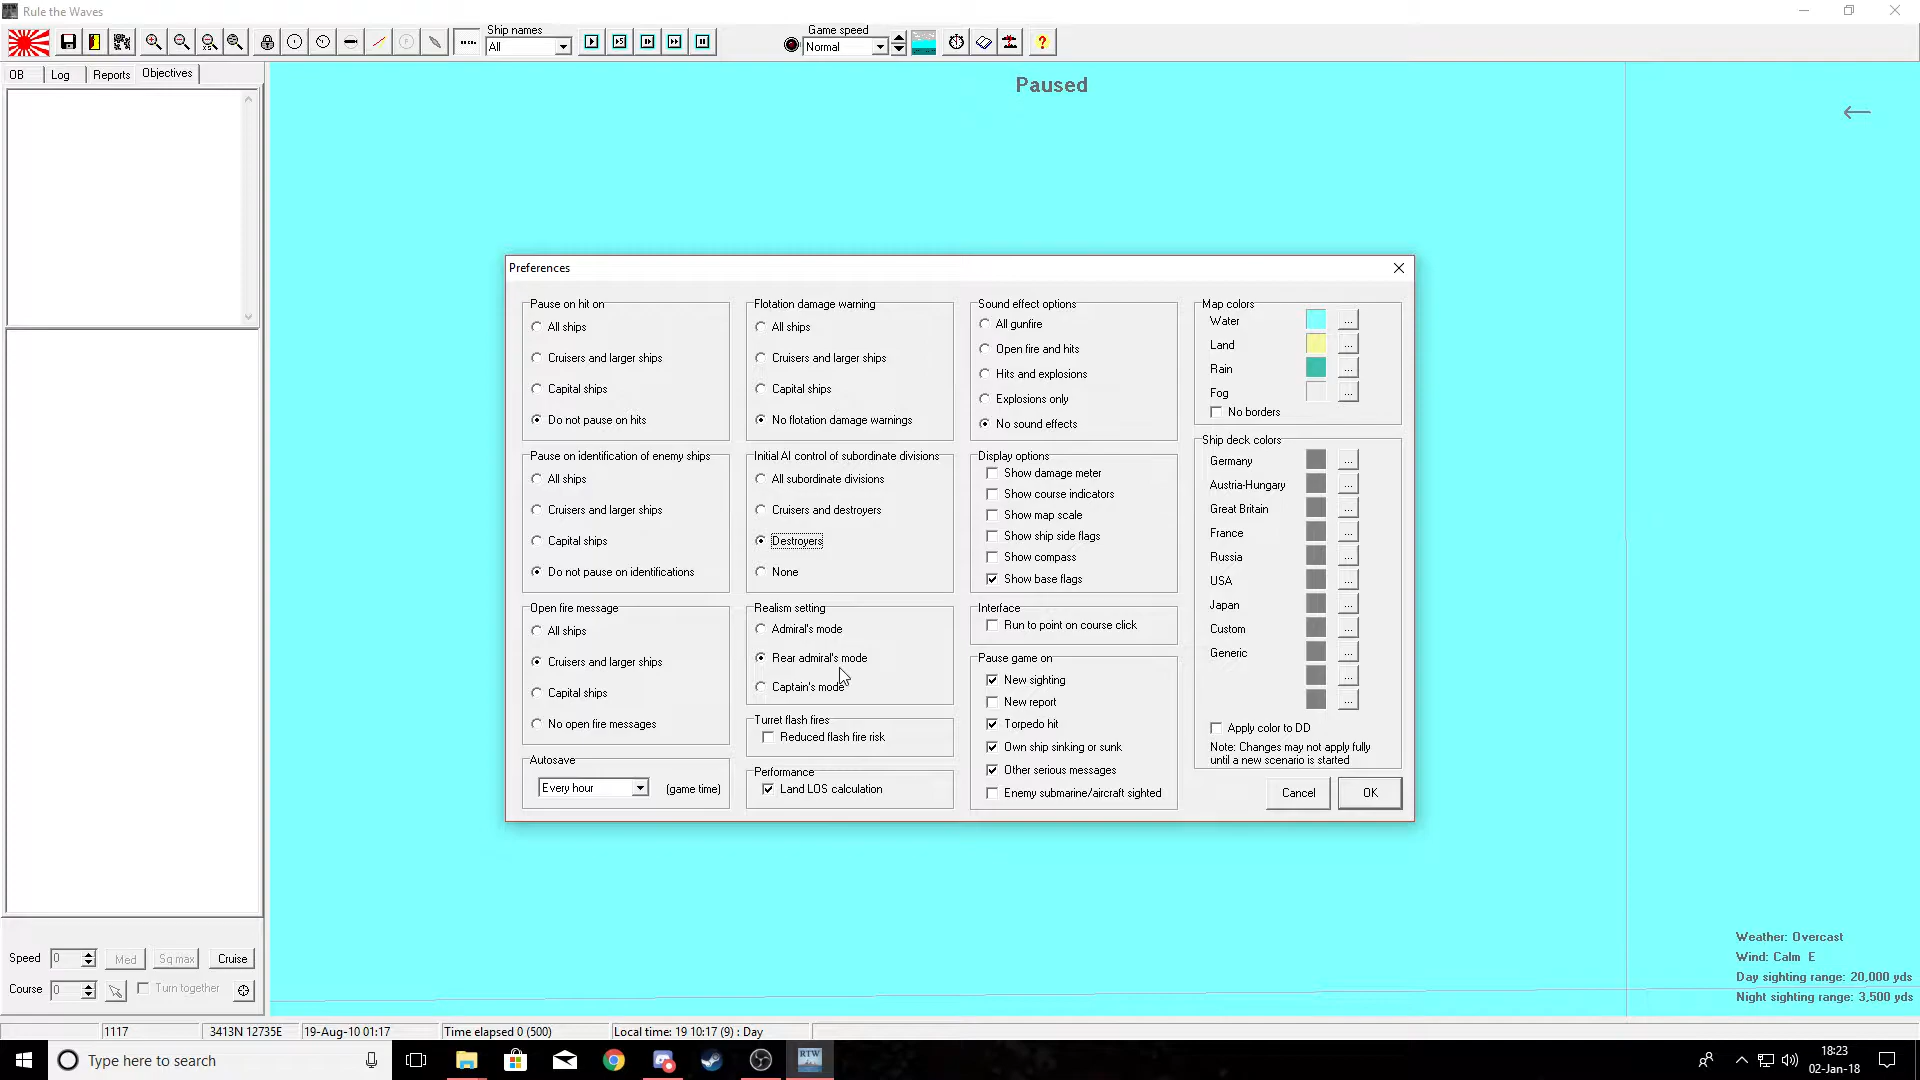 Rule the Waves
Ship names
All
Game speed
Normal
OB
Log
Reports
Objectives
Paused
Preferences
Pause on hit on
All ships
Cruisers and larger ships
Capital ships
Do not pause on hits
Pause on identification of enemy ships
All ships
Cruisers and larger ships
Capital ships
Do not pause on identifications
Open fire message
All ships
Cruisers and larger ships
Capital ships
No open fire messages
Autosave
Every hour
(game time)
Flotation damage warning
All ships
Cruisers and larger ships
Capital ships
No flotation damage warnings
Initial AI control of subordinate divisions
All subordinate divisions
Cruisers and destroyers
Destroyers
None
Realism setting
Admiral's mode
Rear admiral's mode
Captain's mode
Turret flash fires
Reduced flash fire risk
Performance
Land LOS calculation
Sound effect options
All gunfire
Open fire and hits
Hits and explosions
Explosions only
No sound effects
Display options
Show damage meter
Show course indicators
Show map scale
Show ship side flags
Show compass
Show base flags
Interface
Run to point on course click
Pause game on
New sighting
New report
Torpedo hit
Own ship sinking or sunk
Other serious messages
Enemy submarine/aircraft sighted
Map colors
Water ...
Land ...
Rain ...
Fog ...
No borders
Ship deck colors
Germany ...
Austria-Hungary ...
Great Britain ...
France ...
Russia ...
USA ...
Japan ...
Custom ...
Generic ...
...
...
Apply color to DD
Note: Changes may not apply fully
until a new scenario is started
Cancel
OK
Weather: Overcast
Wind: Calm E
Day sighting range: 20,000 yds
Night sighting range: 3,500 yds
Speed 0 Med Sq max Cruise
Course 0 Turn together
1117 3413N 12735E 19-Aug-10 01:17 Time elapsed 0 (500) Local time: 19 10:17 (9) : Day
Type here to search
RTW
18:23
02-Jan-18